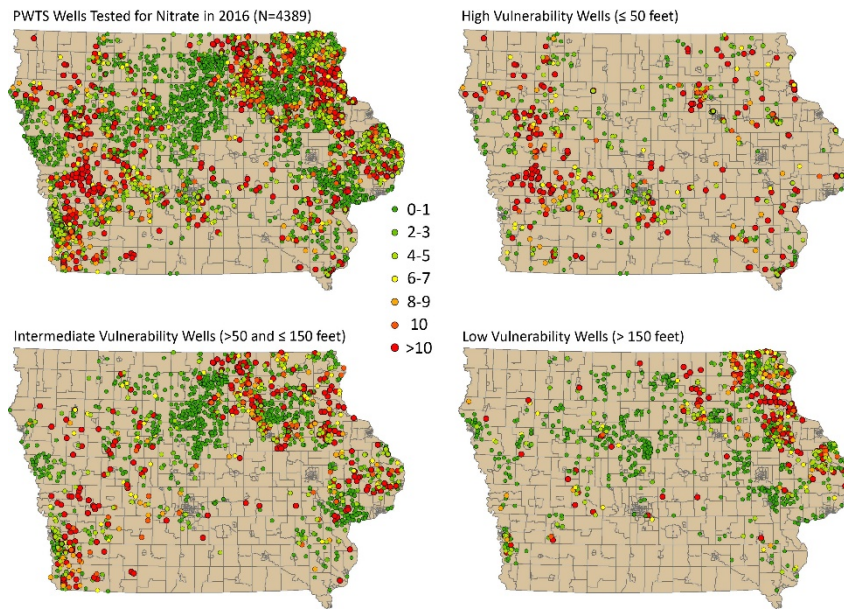 PWTS Wells Tested for Nitrate in 2016 (N=4389)
High Vulnerability Wells (≤ 50 feet)
0-1
2-3
4-5
6-7
8-9
10
>10
Intermediate Vulnerability Wells (>50 and ≤ 150 feet)
Low Vulnerability Wells (> 150 feet)